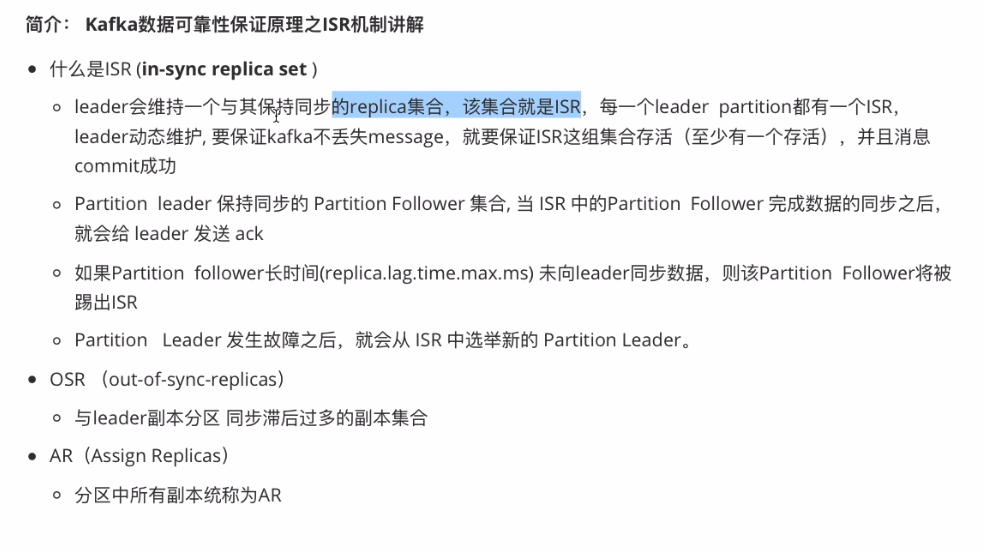 简介： Kafka数据可靠性保证原理之ISR机制讲解
什么是ISR (in-sync replica set )
leader会维持一个与其保持同步的replica集合，该集合就是ISR，每一个leader partition都有一个ISR，
leader动态维护, 要保证kafka不丢失message，就要保证ISR这组集合存活（至少有一个存活），并且消息
commit成功
Partition leader 保持同步的 Partition Follower 集合, 当 ISR 中的Partition Follower 完成数据的同步之后，
就会给 leader 发送 ack
如果Partition follower长时间(replica.lag.time.max.ms) 未向leader同步数据，则该Partition Follower将被
踢出ISR
Partition Leader 发生故障之后，就会从 ISR 中选举新的 Partition Leader。
OSR （out-of-sync-replicas）
与leader副本分区 同步滞后过多的副本集合
AR（Assign Replicas）
分区中所有副本统称为AR